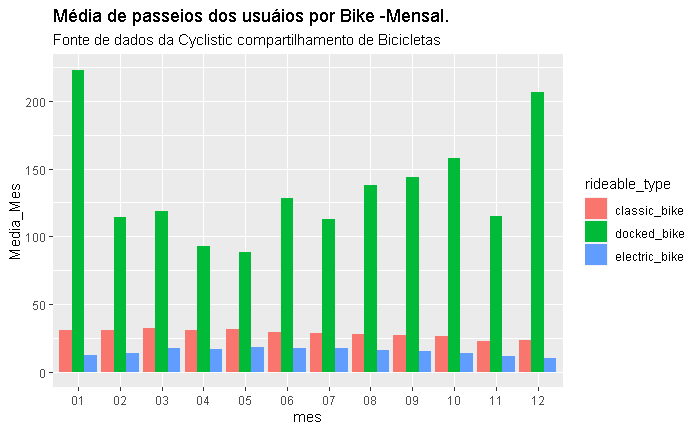 Média de passeios dos usuáios por Bike -Mensal.
Fonte de dados da Cyclistic compartilhamento de Bicicletas
Media_Mes
200
150
100
50
0
01 02 03 04 05 06 07 08 09 10 11 12
mes
rideable_type
classic_bike
docked_bike
electric_bike